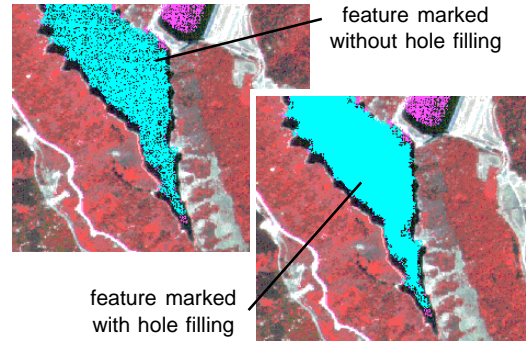 feature marked
without hole filling
feature marked
with hole filling